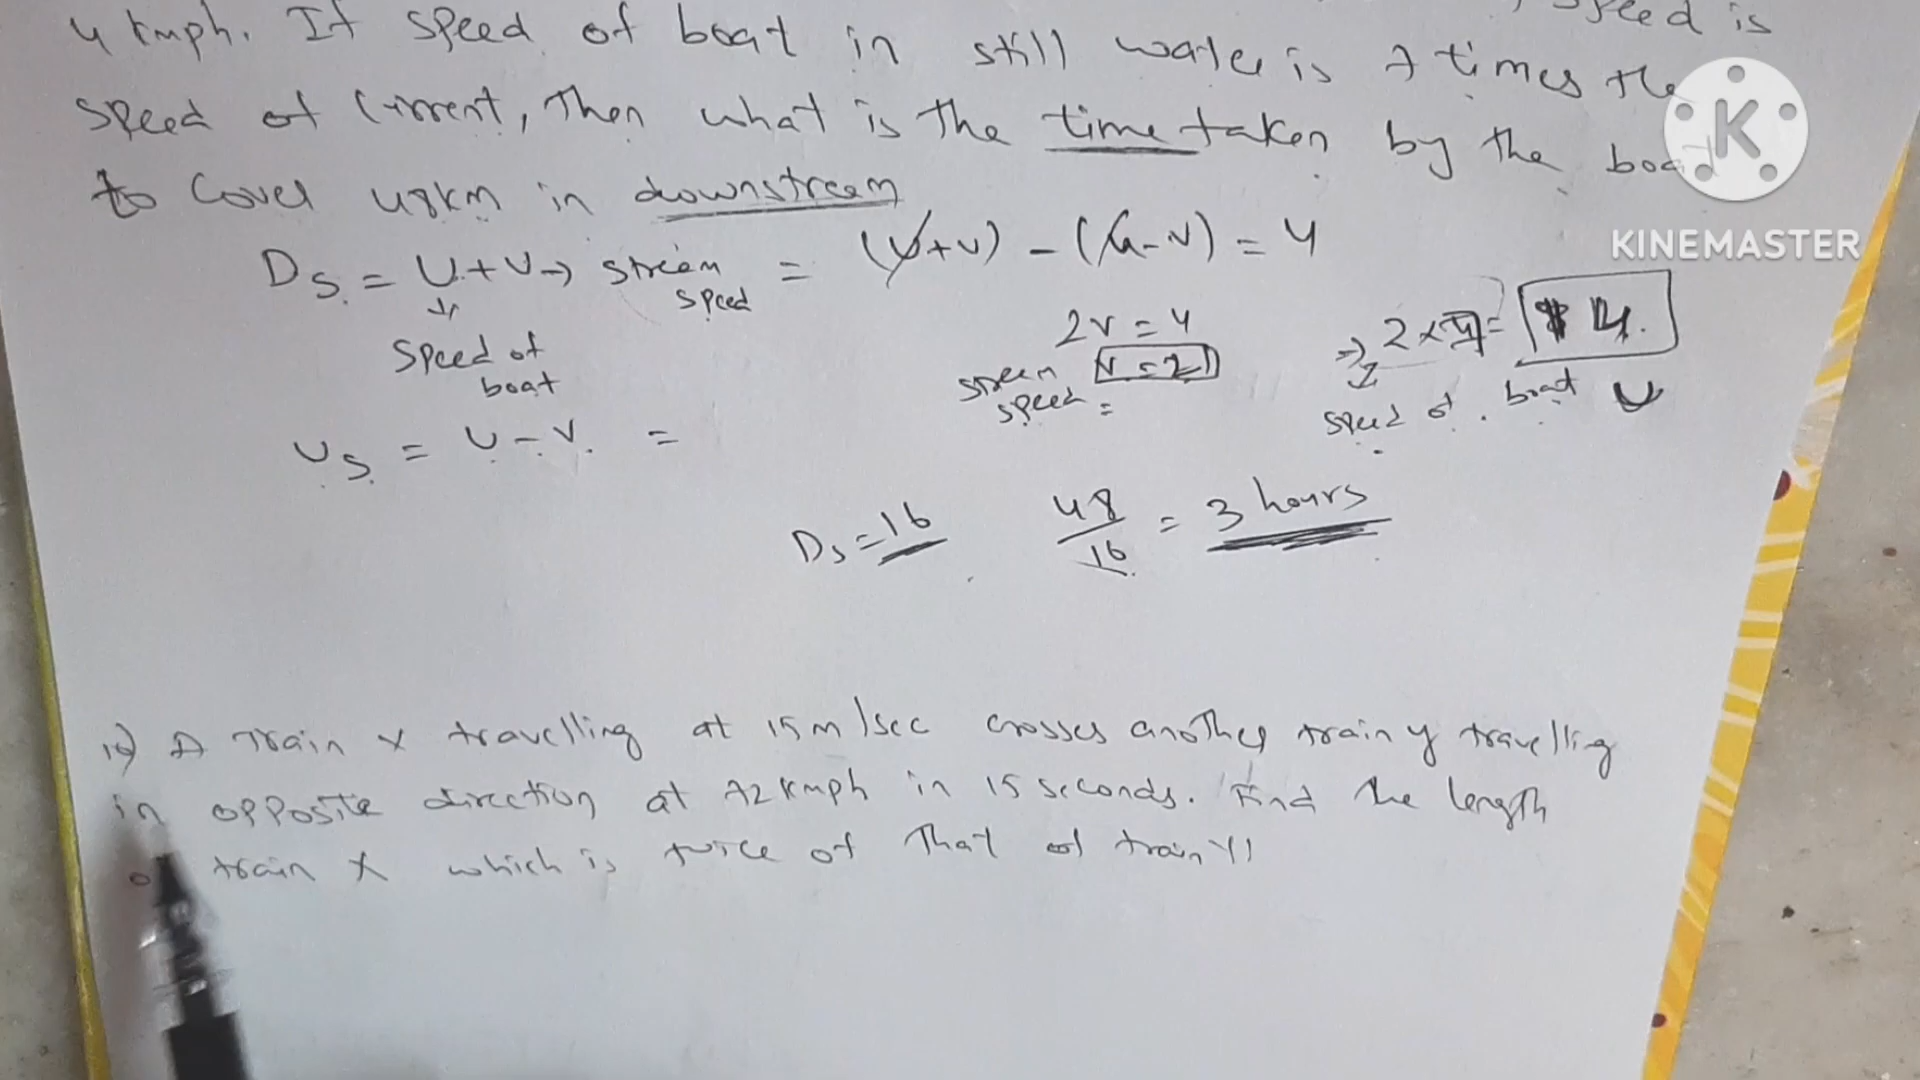 speed is
4 kmph. If speed of boat in still water is 7 times the
speed of current, Then what is the time taken by the boat
to cover 48km in downstream
Ds = U+V → stream speed = (U+V) - (U-V) = 4
speed of boat
2V = 4
stream speed = V = 2
⇒ 2 × 7 = 14.
speed of boat U
Us = U - V =
Ds = 16 48/16 = 3 hours
A Train X travelling at 15m/sec crosses another train y travelling
in opposite direction at 72kmph in 15 seconds. Find the length
train X which is twice of that of train Y
K
KINEMASTER